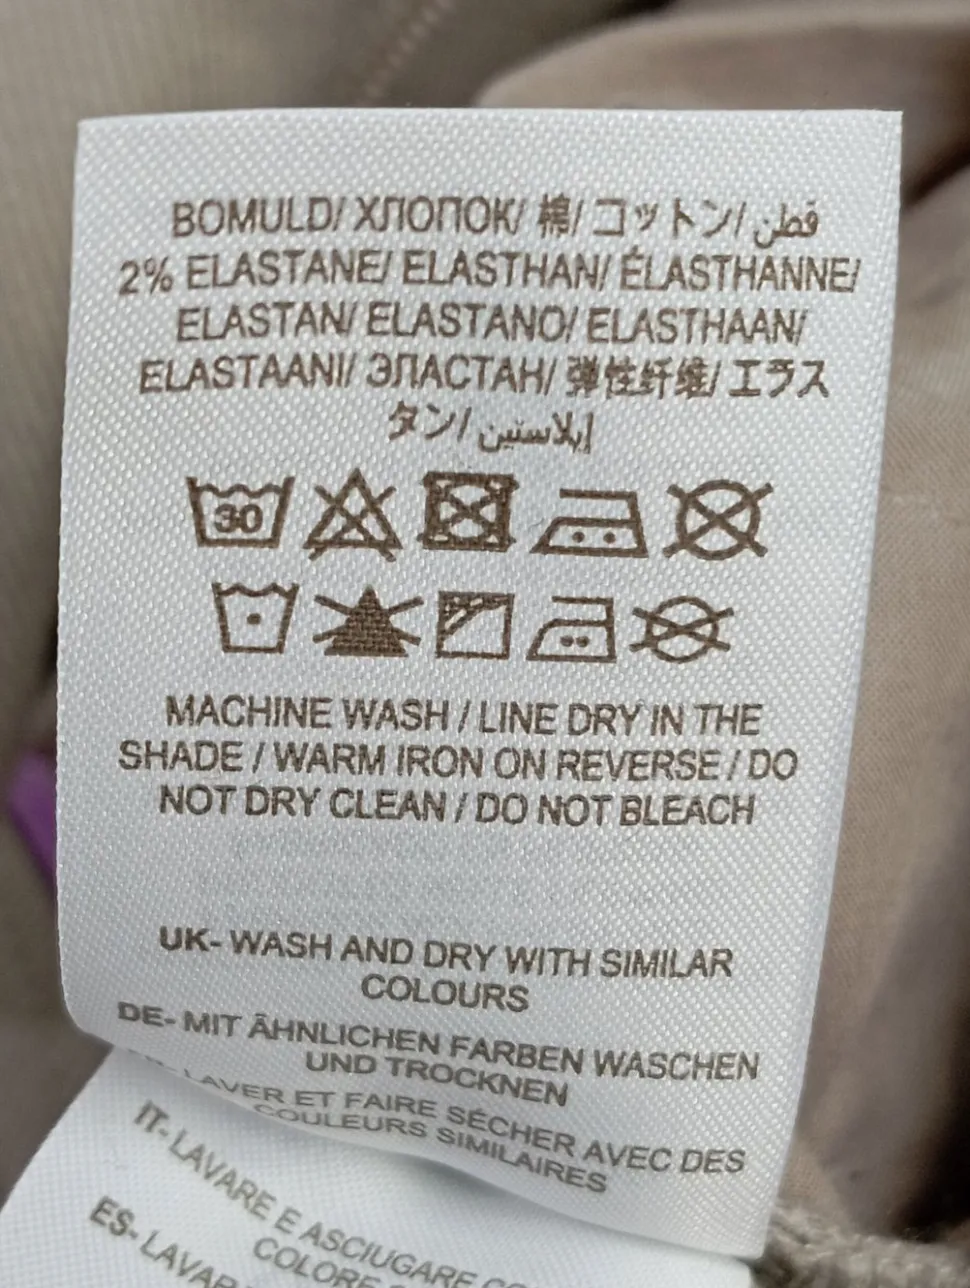 BOMULD/ ХЛОПОК/ 棉/ コットン/ قطن
2% ELASTANE/ ELASTHAN/ ÉLASTHANNE/
ELASTAN/ ELASTANO/ ELASTHAAN/
ELASTAANI/ ЭЛАСТАН/ 弹性纤维/ エラス
タン/ إيلاستين
30
MACHINE WASH / LINE DRY IN THE
SHADE / WARM IRON ON REVERSE / DO
NOT DRY CLEAN / DO NOT BLEACH
UK- WASH AND DRY WITH SIMILAR
COLOURS
DE- MIT ÄHNLICHEN FARBEN WASCHEN
UND TROCKNEN
LAVER ET FAIRE SÉCHER AVEC DES
COULEURS SIMILAIRES
IT- LAVARE E ASCIUGARE
COLORE
ES-